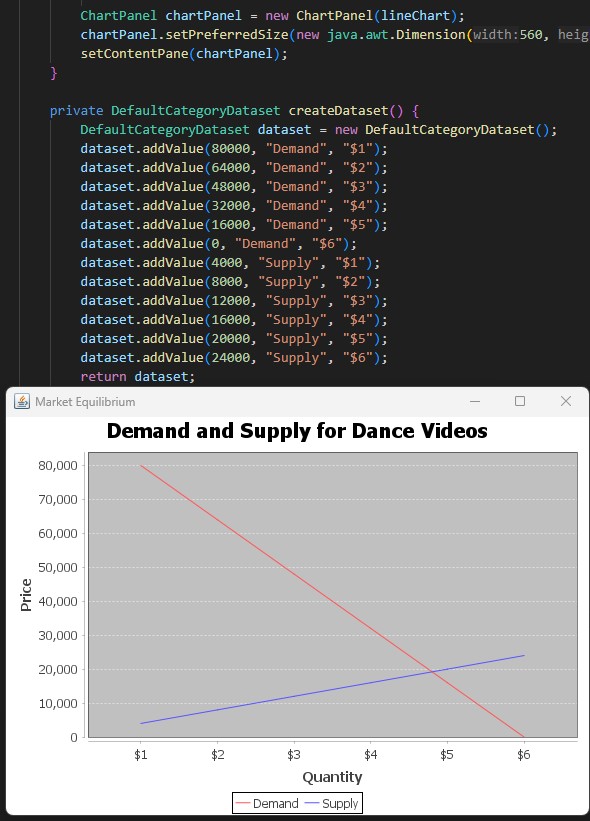 ChartPanel chartPanel = new ChartPanel(lineChart);
chartPanel.setPreferredSize(new java.awt.Dimension(width:560, heig
setContentPane(chartPanel);
}
private DefaultCategoryDataset createDataset() {
DefaultCategoryDataset dataset = new DefaultCategoryDataset();
dataset.addValue(80000, "Demand", "$1");
dataset.addValue(64000, "Demand", "$2");
dataset.addValue(48000, "Demand", "$3");
dataset.addValue(32000, "Demand", "$4");
dataset.addValue(16000, "Demand", "$5");
dataset.addValue(0, "Demand", "$6");
dataset.addValue(4000, "Supply", "$1");
dataset.addValue(8000, "Supply", "$2");
dataset.addValue(12000, "Supply", "$3");
dataset.addValue(16000, "Supply", "$4");
dataset.addValue(20000, "Supply", "$5");
dataset.addValue(24000, "Supply", "$6");
return dataset;
Market Equilibrium
Demand and Supply for Dance Videos
80,000
70,000
60,000
50,000
40,000
30,000
20,000
10,000
0
Price
$1 $2 $3 $4 $5 $6
Quantity
Demand Supply